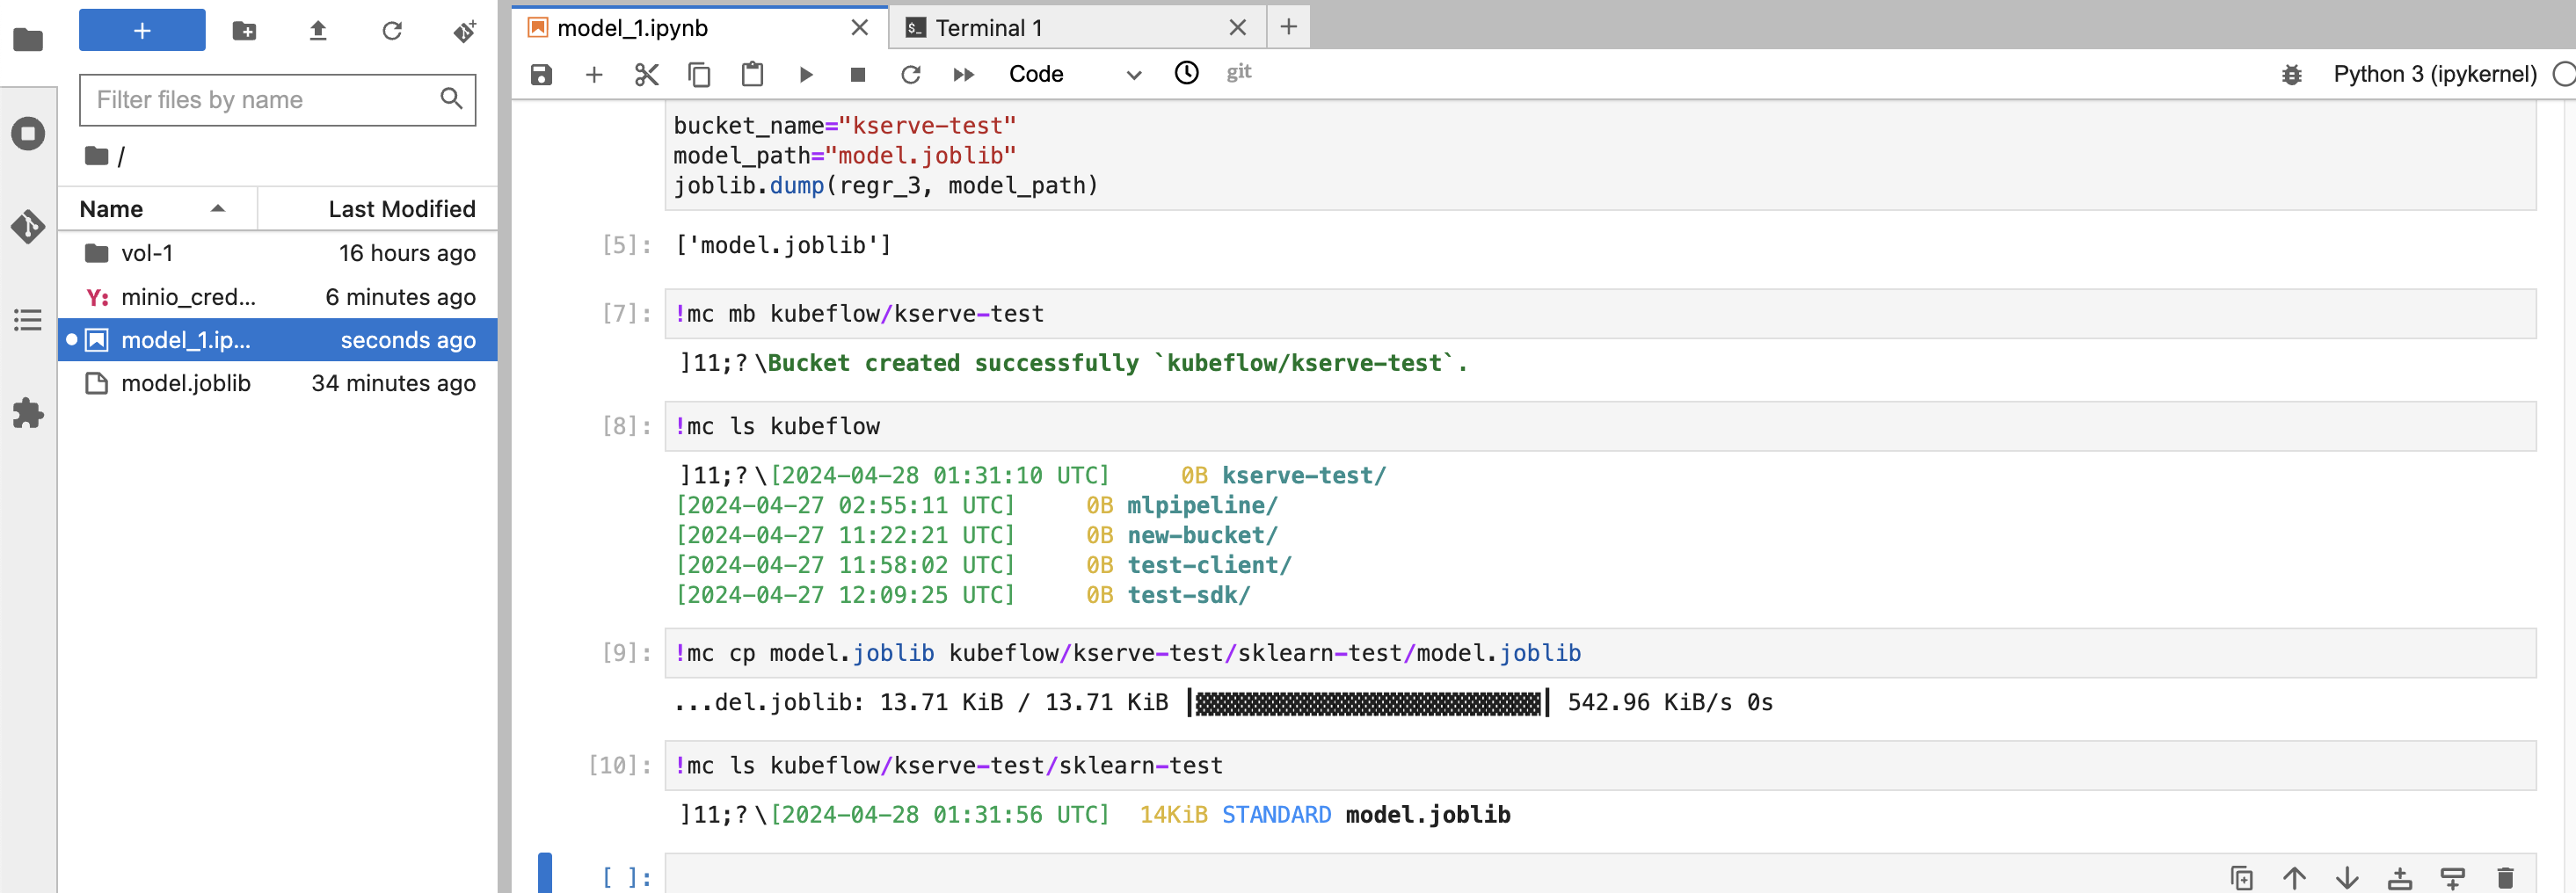 model_1.ipynb
Terminal 1
Code
git
Python 3 (ipykernel)
Filter files by name
/
Name Last Modified
vol-1 16 hours ago
minio_cred... 6 minutes ago
model_1.ip... seconds ago
model.joblib 34 minutes ago
bucket_name="kserve-test"
model_path="model.joblib"
joblib.dump(regr_3, model_path)
[5]: ['model.joblib']
[7]: !mc mb kubeflow/kserve-test
]11;?\Bucket created successfully `kubeflow/kserve-test`.
[8]: !mc ls kubeflow
]11;?\[2024-04-28 01:31:10 UTC] 0B kserve-test/
[2024-04-27 02:55:11 UTC] 0B mlpipeline/
[2024-04-27 11:22:21 UTC] 0B new-bucket/
[2024-04-27 11:58:02 UTC] 0B test-client/
[2024-04-27 12:09:25 UTC] 0B test-sdk/
[9]: !mc cp model.joblib kubeflow/kserve-test/sklearn-test/model.joblib
...del.joblib: 13.71 KiB / 13.71 KiB ┃▓▓▓▓▓▓▓▓▓▓▓▓▓▓▓▓▓▓▓▓▓▓▓▓▓┃ 542.96 KiB/s 0s
[10]: !mc ls kubeflow/kserve-test/sklearn-test
]11;?\[2024-04-28 01:31:56 UTC] 14KiB STANDARD model.joblib
[ ]: